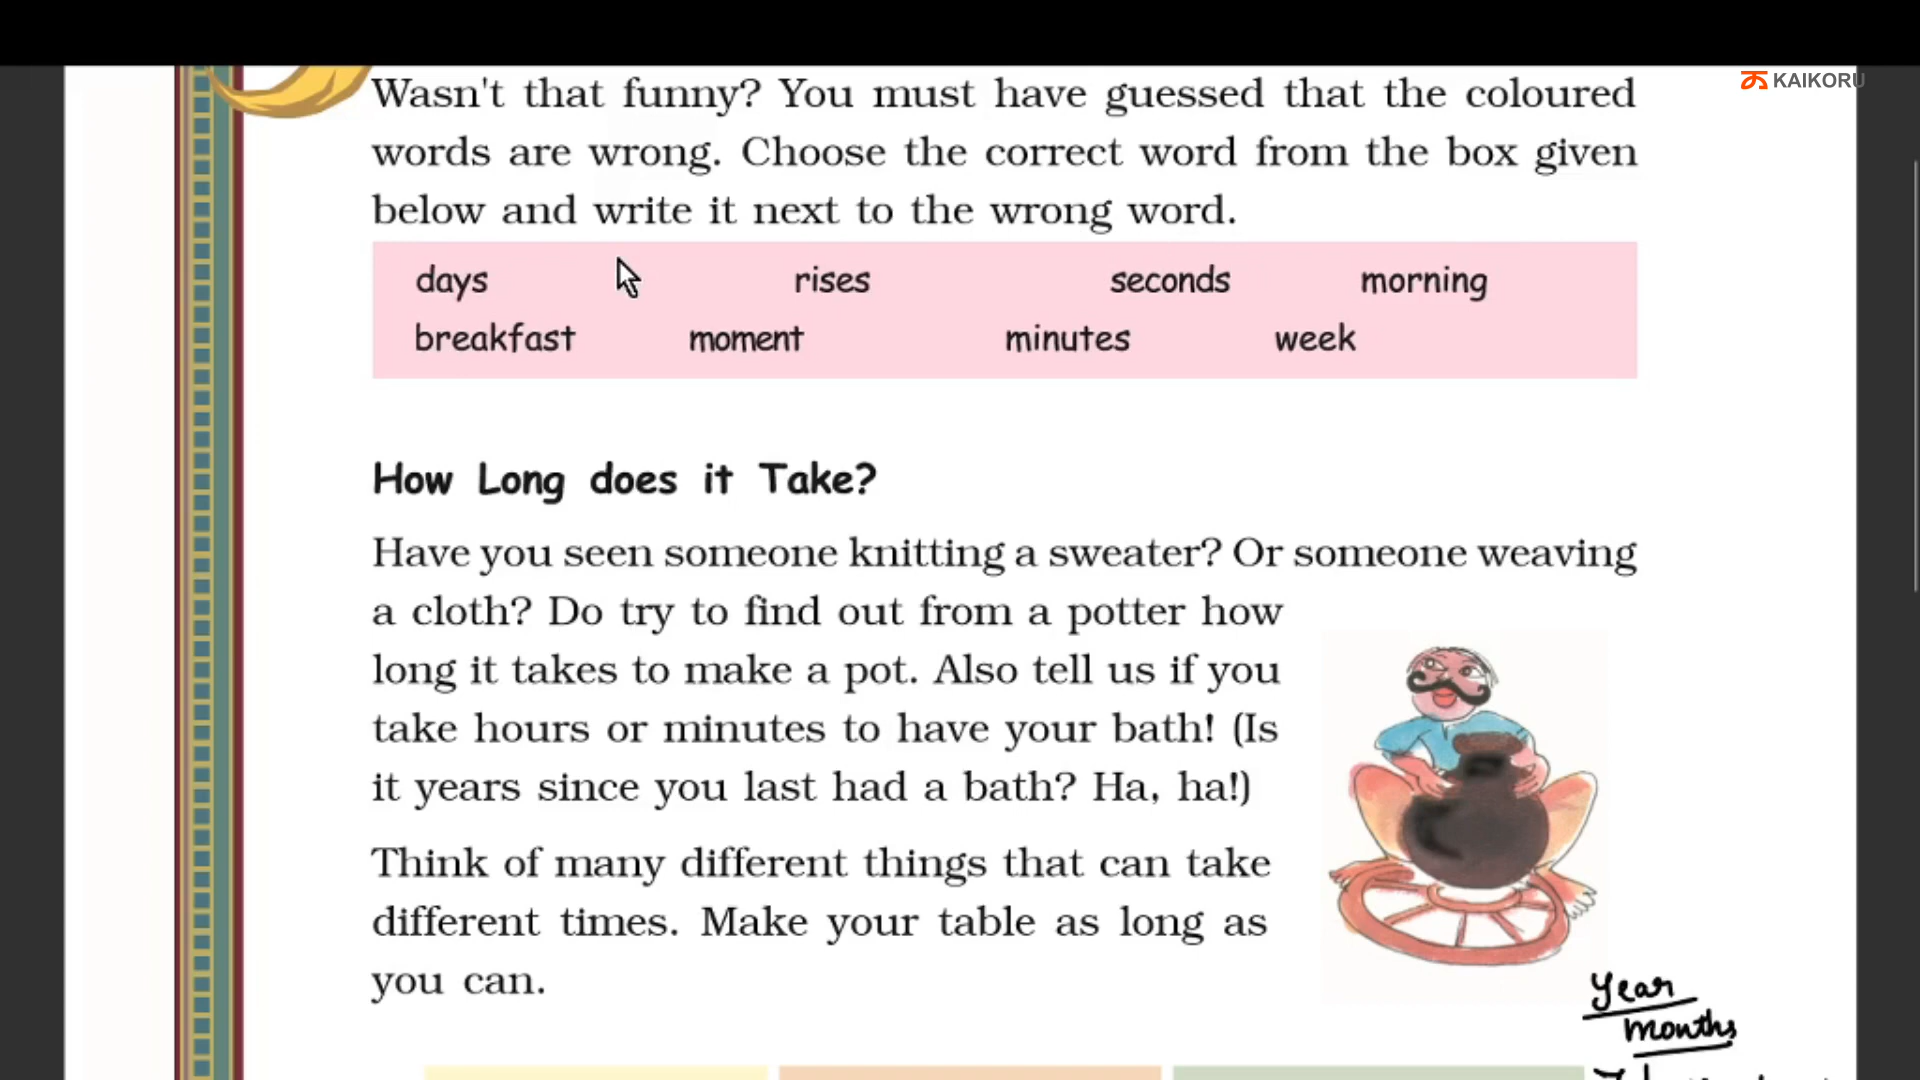 Wasn't that funny? You must have guessed that the coloured
KAIKORU
words are wrong. Choose the correct word from the box given
below and write it next to the wrong word.
days rises seconds morning
breakfast moment minutes week
How Long does it Take?
Have you seen someone knitting a sweater? Or someone weaving
a cloth? Do try to find out from a potter how
long it takes to make a pot. Also tell us if you
take hours or minutes to have your bath! (Is
it years since you last had a bath? Ha, ha!)
Think of many different things that can take
different times. Make your table as long as
you can.
Year
months